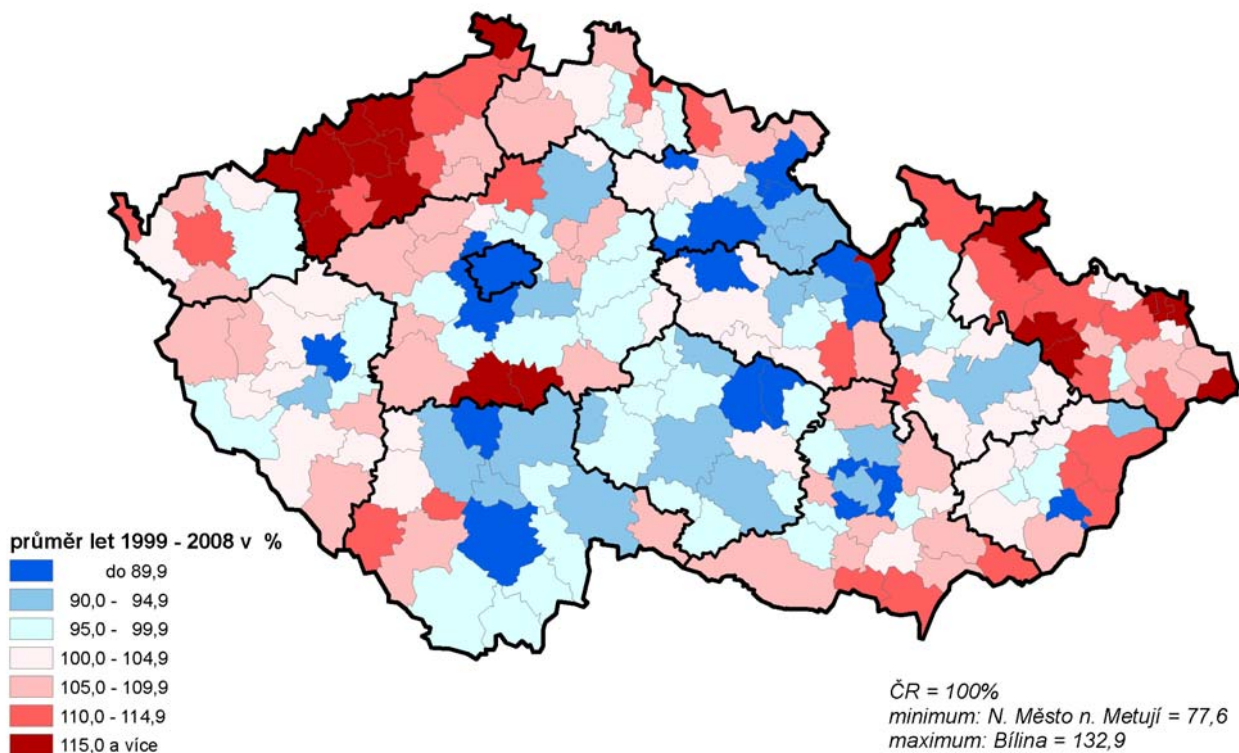 průměr let 1999 - 2008 v %
do 89,9
90,0 - 94,9
95,0 - 99,9
100,0 - 104,9
105,0 - 109,9
110,0 - 114,9
115,0 a více
ČR = 100%
minimum: N. Město n. Metují = 77,6
maximum: Bílina = 132,9